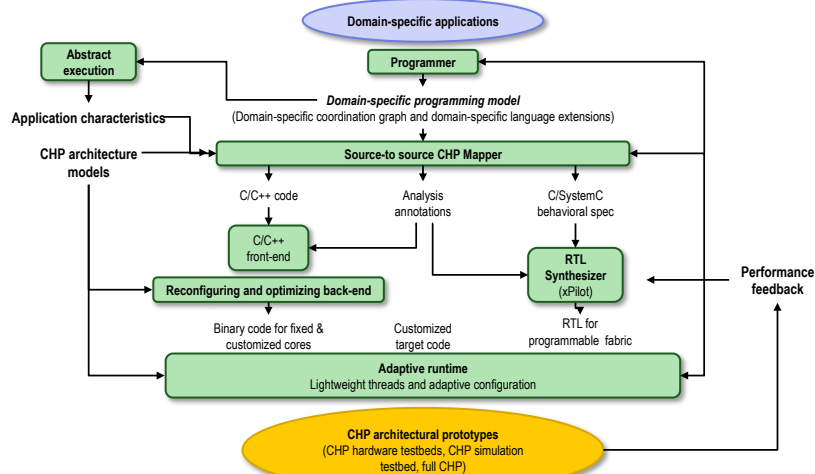 Domain-specific applications
Abstract
execution
Programmer
Domain-specific programming model
(Domain-specific coordination graph and domain-specific language extensions)
Application characteristics
CHP architecture
models
Source-to source CHP Mapper
C/C++ code
Analysis
annotations
C/SystemC
behavioral spec
C/C++
front-end
RTL
Synthesizer
(xPilot)
Performance
feedback
Reconfiguring and optimizing back-end
Binary code for fixed &
customized cores
Customized
target code
RTL for
programmable fabric
Adaptive runtime
Lightweight threads and adaptive configuration
CHP architectural prototypes
(CHP hardware testbeds, CHP simulation
testbed, full CHP)